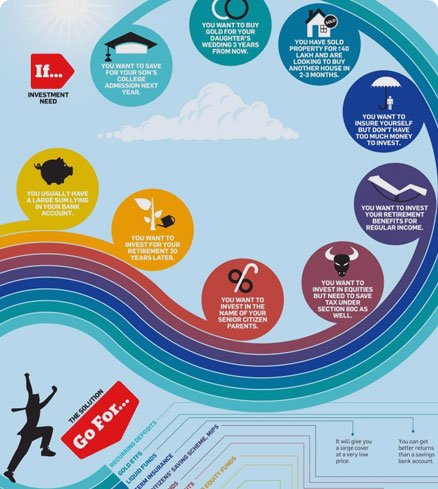 If...
INVESTMENT
NEED
YOU WANT TO SAVE
FOR YOUR SON'S
COLLEGE
ADMISSION NEXT
YEAR.
YOU WANT TO BUY
GOLD FOR YOUR
DAUGHTER'S
WEDDING 3 YEARS
FROM NOW.
SOLD
YOU HAVE SOLD
PROPERTY FOR ₹40
LAKH AND ARE
LOOKING TO BUY
ANOTHER HOUSE IN
2-3 MONTHS.
YOU WANT TO
INSURE YOURSELF
BUT DON'T HAVE
TOO MUCH MONEY
TO INVEST.
YOU WANT TO INVEST
YOUR RETIREMENT
BENEFITS FOR
REGULAR INCOME.
YOU WANT TO
INVEST IN EQUITIES
BUT NEED TO SAVE
TAX UNDER
SECTION 80C AS
WELL.
YOU WANT TO
INVEST IN THE
NAME OF YOUR
SENIOR CITIZEN
PARENTS.
YOU WANT TO
INVEST FOR YOUR
RETIREMENT 20
YEARS LATER.
YOU USUALLY HAVE
A LARGE SUM LYING
IN YOUR BANK
ACCOUNT.
THE SOLUTION
Go For...
RECURRING DEPOSITS
GOLD ETFS
LIQUID FUNDS
TERM INSURANCE
CITIZENS' SAVING SCHEME, MIPS
EQUITY FUNDS
It will give you
a large cover
at a very low
price.
You can get
better returns
than a savings
bank account.